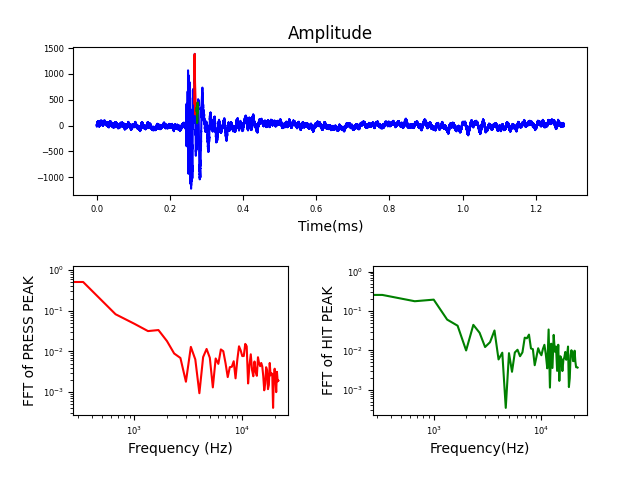 Amplitude
1500
1000
500
0
−500
−1000
0.0 0.2 0.4 0.6 0.8 1.0 1.2
Time(ms)
FFT of PRESS PEAK
10⁰
10⁻¹
10⁻²
10⁻³
10³ 10⁴
Frequency (Hz)
FFT of HIT PEAK
10⁰
10⁻¹
10⁻²
10⁻³
10³ 10⁴
Frequency(Hz)